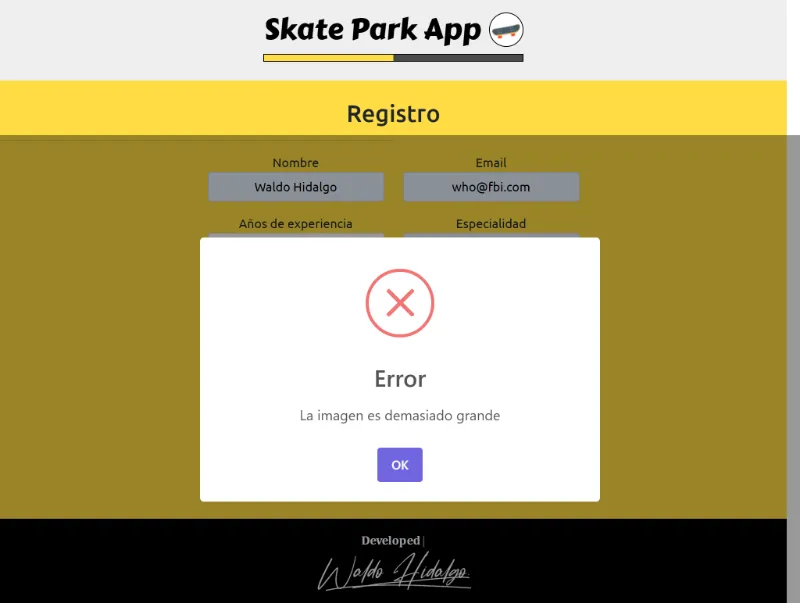 Skate Park App
Registro
Nombre
Email
Waldo Hidalgo
who@fbi.com
Años de experiencia
Especialidad
Error
La imagen es demasiado grande
OK
Developed|
Waldo Hidalgo